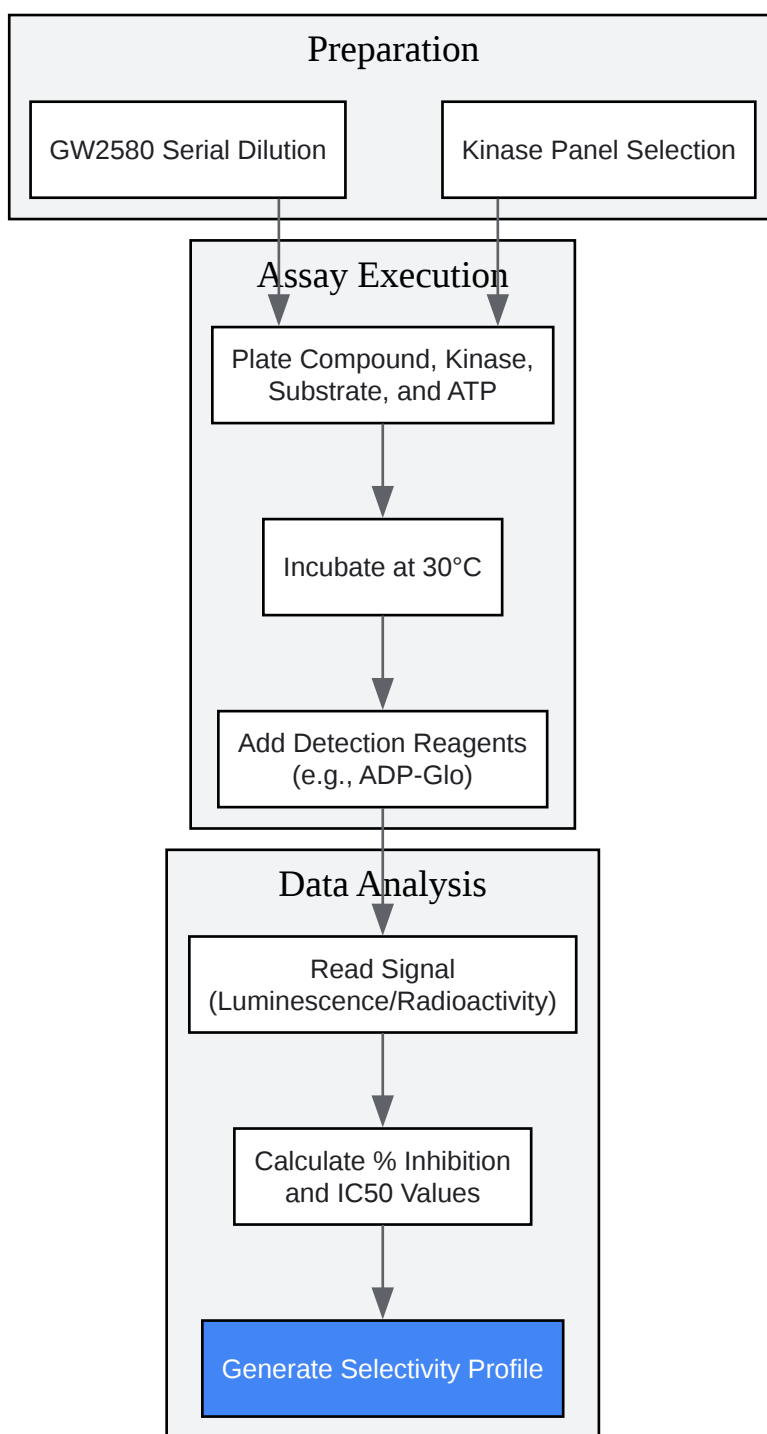 Preparation
GW2580 Serial Dilution
Kinase Panel Selection
Assay Execution
Plate Compound, Kinase,
Substrate, and ATP
Incubate at 30°C
Add Detection Reagents
(e.g., ADP-Glo)
Data Analysis
Read Signal
(Luminescence/Radioactivity)
Calculate % Inhibition
and IC50 Values
Generate Selectivity Profile